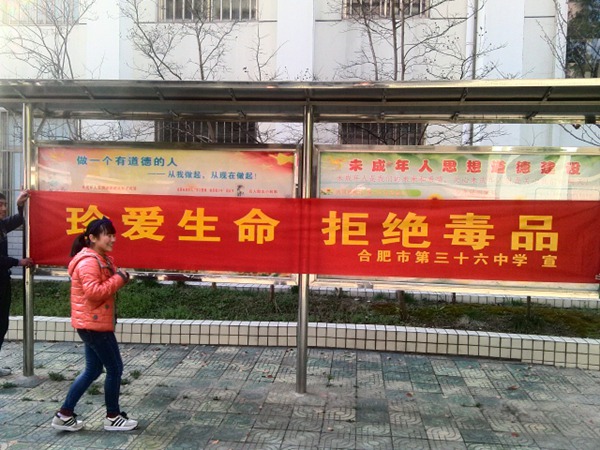 做一个有道德的人
——从我做起，从现在做起！
未成年人思想道德建设
珍爱生命 拒绝毒品
合肥市第三十六中学 宣